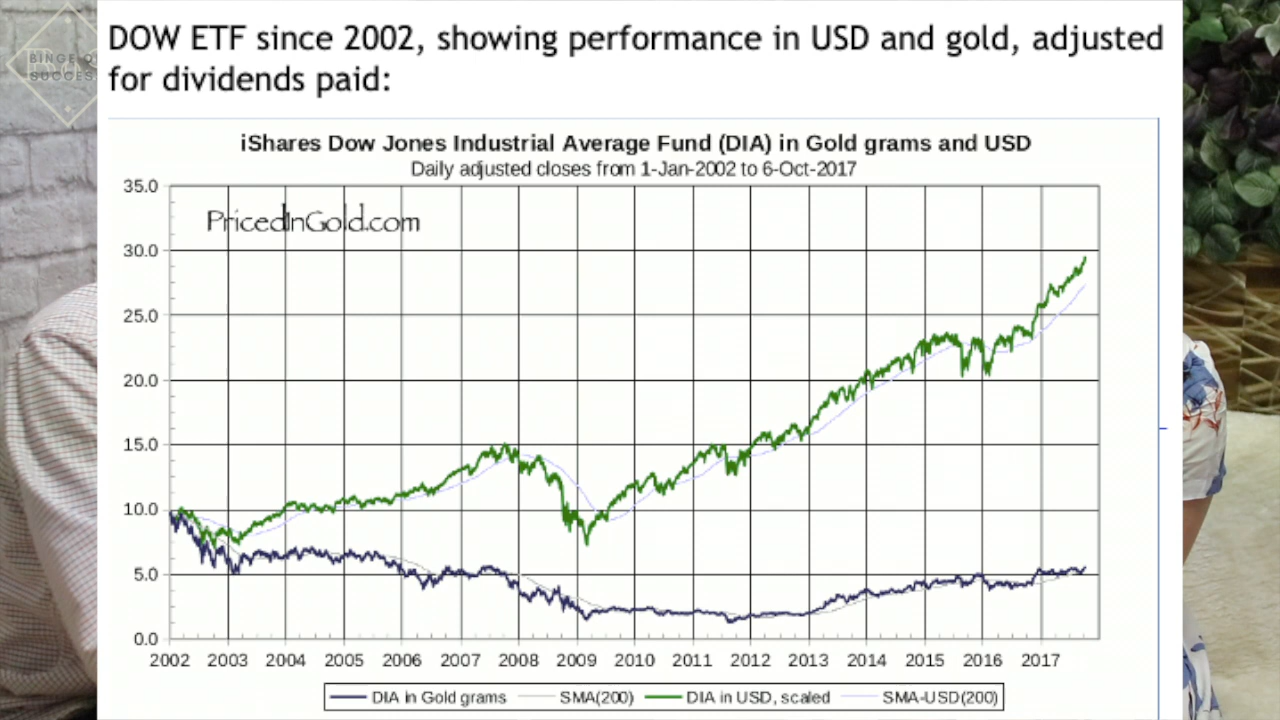 DOW ETF since 2002, showing performance in USD and gold, adjusted
for dividends paid:
BINGE O
SUCCES
iShares Dow Jones Industrial Average Fund (DIA) in Gold grams and USD
Daily adjusted closes from 1-Jan-2002 to 6-Oct-2017
PricedInGold.com
35.0
30.0
25.0
20.0
15.0
10.0
5.0
0.0
2002 2003 2004 2005 2006 2007 2008 2009 2010 2011 2012 2013 2014 2015 2016 2017
DIA in Gold grams SMA(200) DIA in USD, scaled SMA-USD(200)